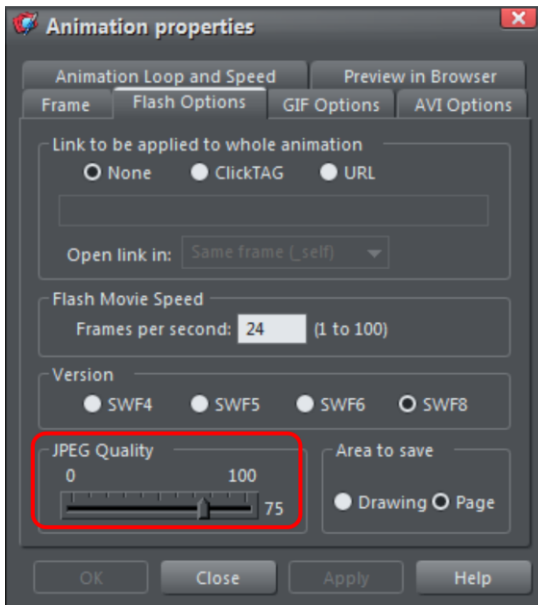 Animation properties
Animation Loop and Speed Preview in Browser
Frame Flash Options GIF Options AVI Options
Link to be applied to whole animation
None ClickTAG URL
Open link in: Same frame (_self)
Flash Movie Speed
Frames per second: 24 (1 to 100)
Version
SWF4 SWF5 SWF6 SWF8
JPEG Quality Area to save
0 100
75 Drawing Page
OK Close Apply Help